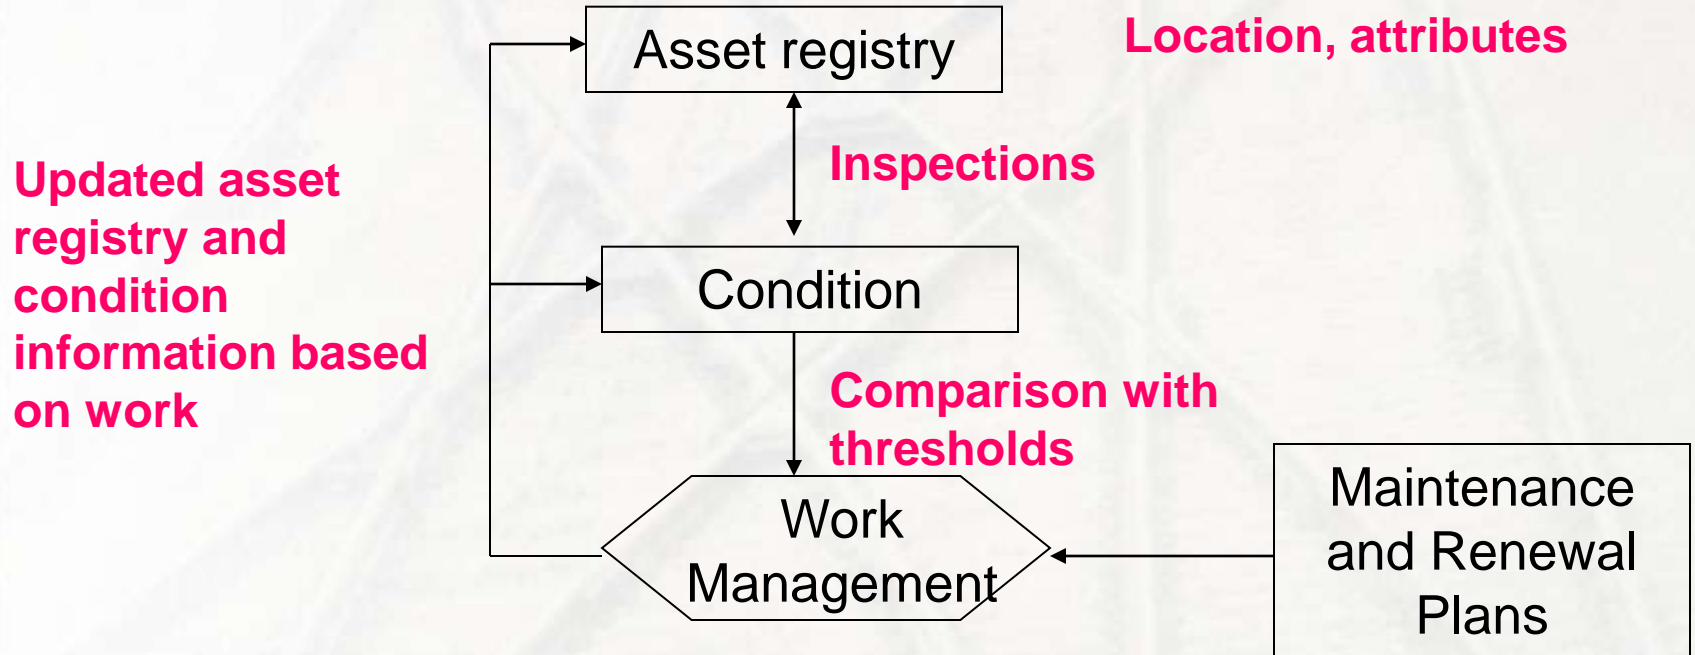 Asset registry
Location, attributes
Inspections
Updated asset
registry and
condition
information based
on work
Condition
Comparison with
thresholds
Work
Management
Maintenance
and Renewal
Plans